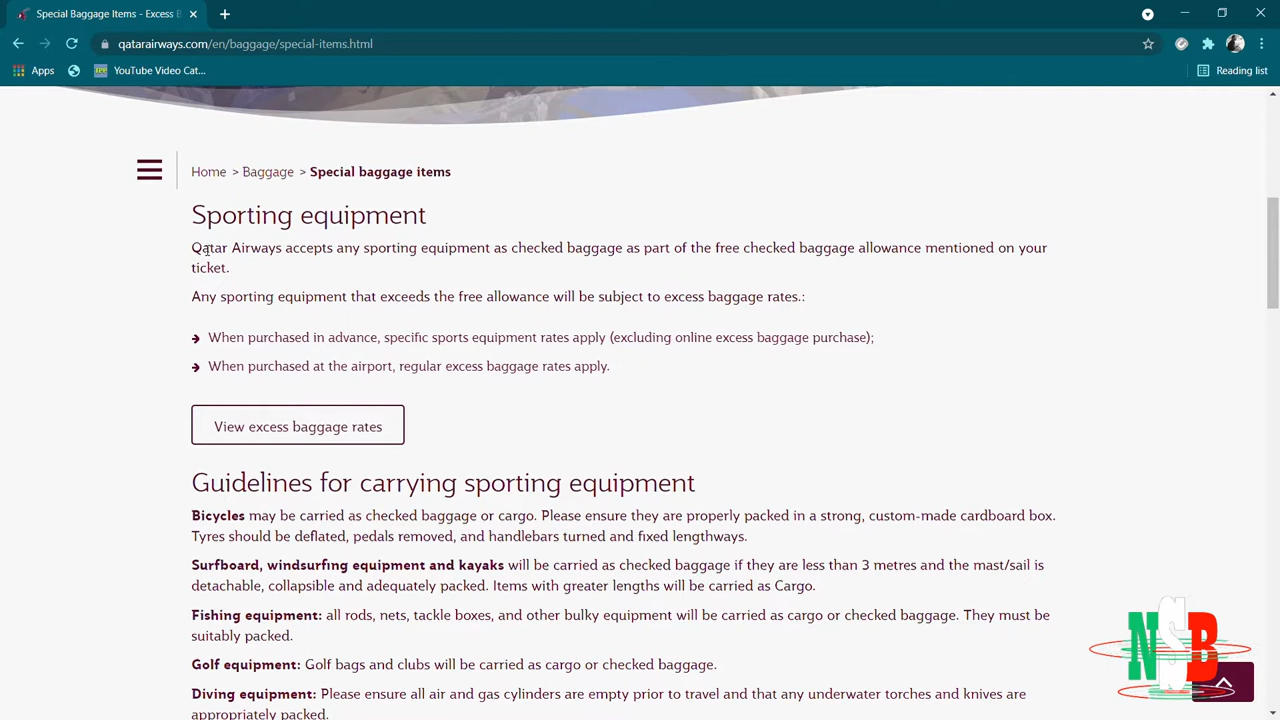 Special Baggage Items - Excess B
qatarairways.com/en/baggage/special-items.html
Apps
YouTube Video Cat...
Reading list
Home > Baggage > Special baggage items
Sporting equipment
Qatar Airways accepts any sporting equipment as checked baggage as part of the free checked baggage allowance mentioned on your
ticket.
Any sporting equipment that exceeds the free allowance will be subject to excess baggage rates.:
When purchased in advance, specific sports equipment rates apply (excluding online excess baggage purchase);
When purchased at the airport, regular excess baggage rates apply.
View excess baggage rates
Guidelines for carrying sporting equipment
Bicycles may be carried as checked baggage or cargo. Please ensure they are properly packed in a strong, custom-made cardboard box.
Tyres should be deflated, pedals removed, and handlebars turned and fixed lengthways.
Surfboard, windsurfing equipment and kayaks will be carried as checked baggage if they are less than 3 metres and the mast/sail is
detachable, collapsible and adequately packed. Items with greater lengths will be carried as Cargo.
Fishing equipment: all rods, nets, tackle boxes, and other bulky equipment will be carried as cargo or checked baggage. They must be
suitably packed.
Golf equipment: Golf bags and clubs will be carried as cargo or checked baggage.
Diving equipment: Please ensure all air and gas cylinders are empty prior to travel and that any underwater torches and knives are
appropriately packed.
NSB